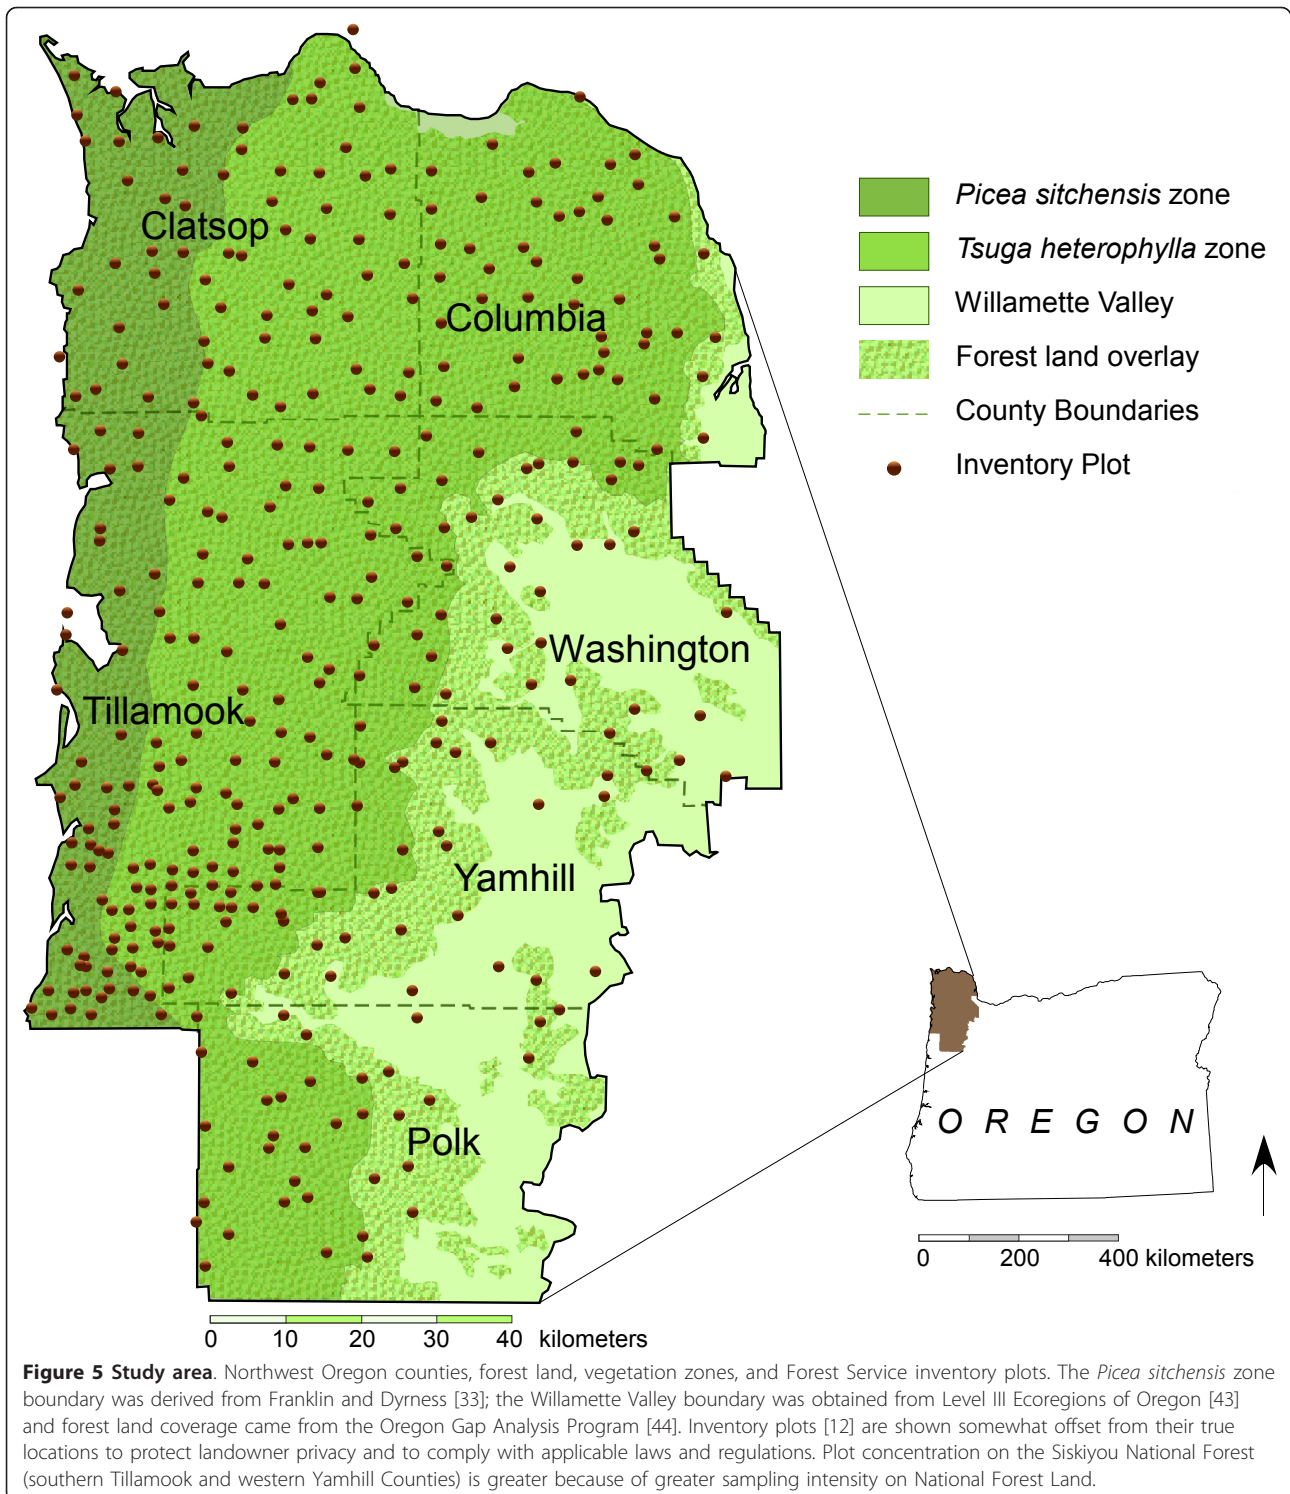 Clatsop
Columbia
Washington
Tillamook
Yamhill
Polk
Picea sitchensis zone
Tsuga heterophylla zone
Willamette Valley
Forest land overlay
County Boundaries
Inventory Plot
OREGON
0 200 400 kilometers
0 10 20 30 40 kilometers
Figure 5 Study area. Northwest Oregon counties, forest land, vegetation zones, and Forest Service inventory plots. The Picea sitchensis zone
boundary was derived from Franklin and Dyrness [33]; the Willamette Valley boundary was obtained from Level III Ecoregions of Oregon [43]
and forest land coverage came from the Oregon Gap Analysis Program [44]. Inventory plots [12] are shown somewhat offset from their true
locations to protect landowner privacy and to comply with applicable laws and regulations. Plot concentration on the Siskiyou National Forest
(southern Tillamook and western Yamhill Counties) is greater because of greater sampling intensity on National Forest Land.